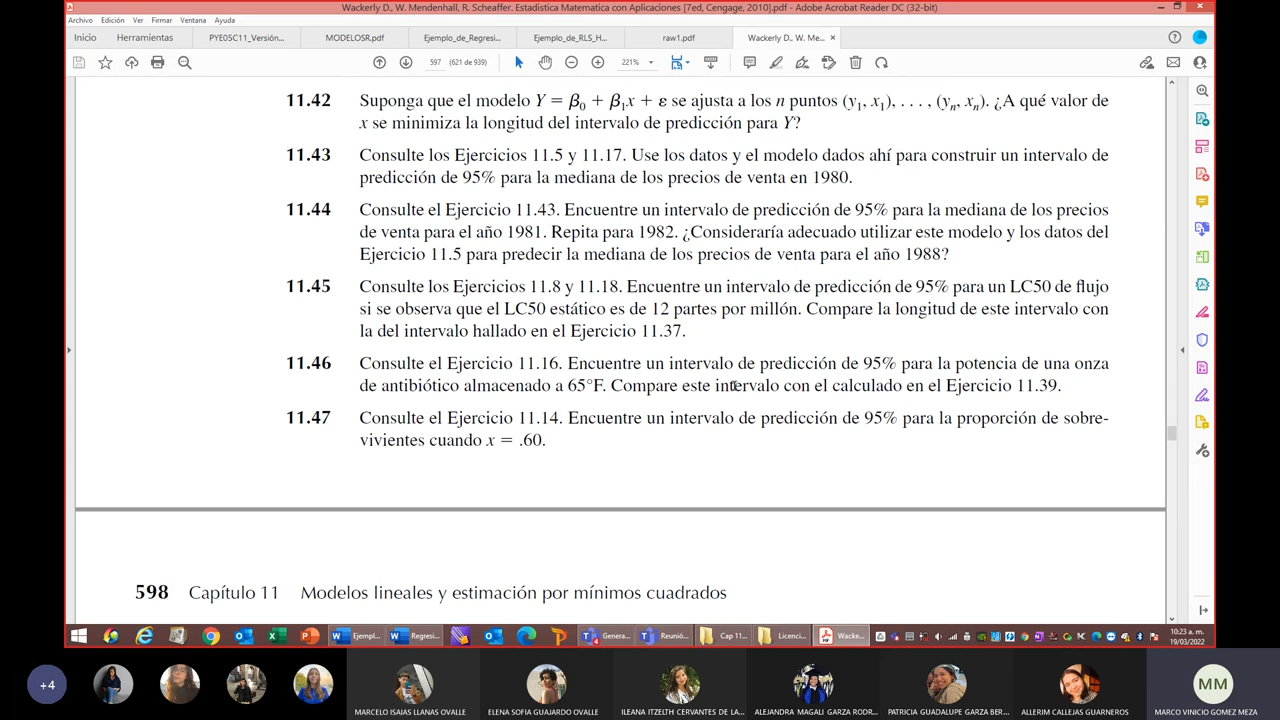 Wackerly D., W. Mendenhall, R. Scheaffer. Estadistica Matematica con Aplicaciones [7ed, Cengage, 2010].pdf - Adobe Acrobat Reader DC (32-bit)
Archivo Edición Ver Firmar Ventana Ayuda
Inicio Herramientas PYE05C11_Versión... MODELOSR.pdf Ejemplo_de_Regresi... Ejemplo_de_RLS_H... raw1.pdf Wackerly D., W. Me...
597 (621 de 939) 221%
11.42 Suponga que el modelo Y = β0 + β1x + ε se ajusta a los n puntos (y1, x1), . . . , (yn, xn). ¿A qué valor de
x se minimiza la longitud del intervalo de predicción para Y?
11.43 Consulte los Ejercicios 11.5 y 11.17. Use los datos y el modelo dados ahí para construir un intervalo de
predicción de 95% para la mediana de los precios de venta en 1980.
11.44 Consulte el Ejercicio 11.43. Encuentre un intervalo de predicción de 95% para la mediana de los precios
de venta para el año 1981. Repita para 1982. ¿Consideraría adecuado utilizar este modelo y los datos del
Ejercicio 11.5 para predecir la mediana de los precios de venta para el año 1988?
11.45 Consulte los Ejercicios 11.8 y 11.18. Encuentre un intervalo de predicción de 95% para un LC50 de flujo
si se observa que el LC50 estático es de 12 partes por millón. Compare la longitud de este intervalo con
la del intervalo hallado en el Ejercicio 11.37.
11.46 Consulte el Ejercicio 11.16. Encuentre un intervalo de predicción de 95% para la potencia de una onza
de antibiótico almacenado a 65°F. Compare este intervalo con el calculado en el Ejercicio 11.39.
11.47 Consulte el Ejercicio 11.14. Encuentre un intervalo de predicción de 95% para la proporción de sobre-
vivientes cuando x = .60.
598 Capítulo 11 Modelos lineales y estimación por mínimos cuadrados
Ejempl... Regresi... Genera... Reunió... Cap 11... Licenci... Wacke...
10:23 a. m.
19/03/2022
+4 MM
MARCELO ISAIAS LLANAS OVALLE ELENA SOFIA GUAJARDO OVALLE ILEANA ITZELTH CERVANTES DE LA... ALEJANDRA MAGALI GARZA RODR... PATRICIA GUADALUPE GARZA BER... ALLERIM CALLEJAS GUARNEROS MARCO VINICIO GOMEZ MEZA